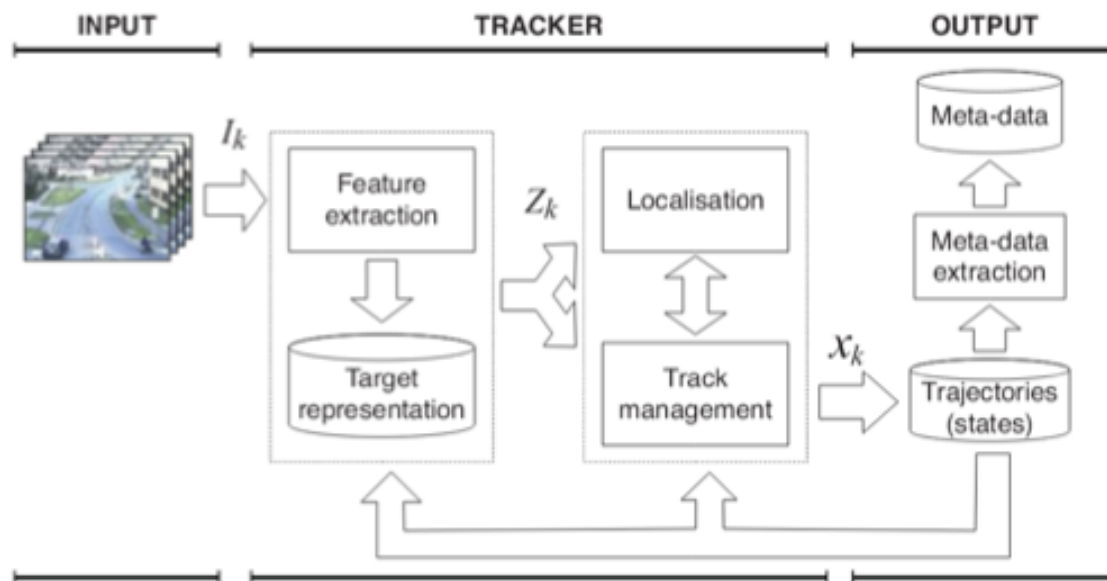 INPUT
TRACKER
OUTPUT
I_k
Feature
extraction
Target
representation
Z_k
Localisation
Track
management
x_k
Meta-data
Meta-data
extraction
Trajectories
(states)